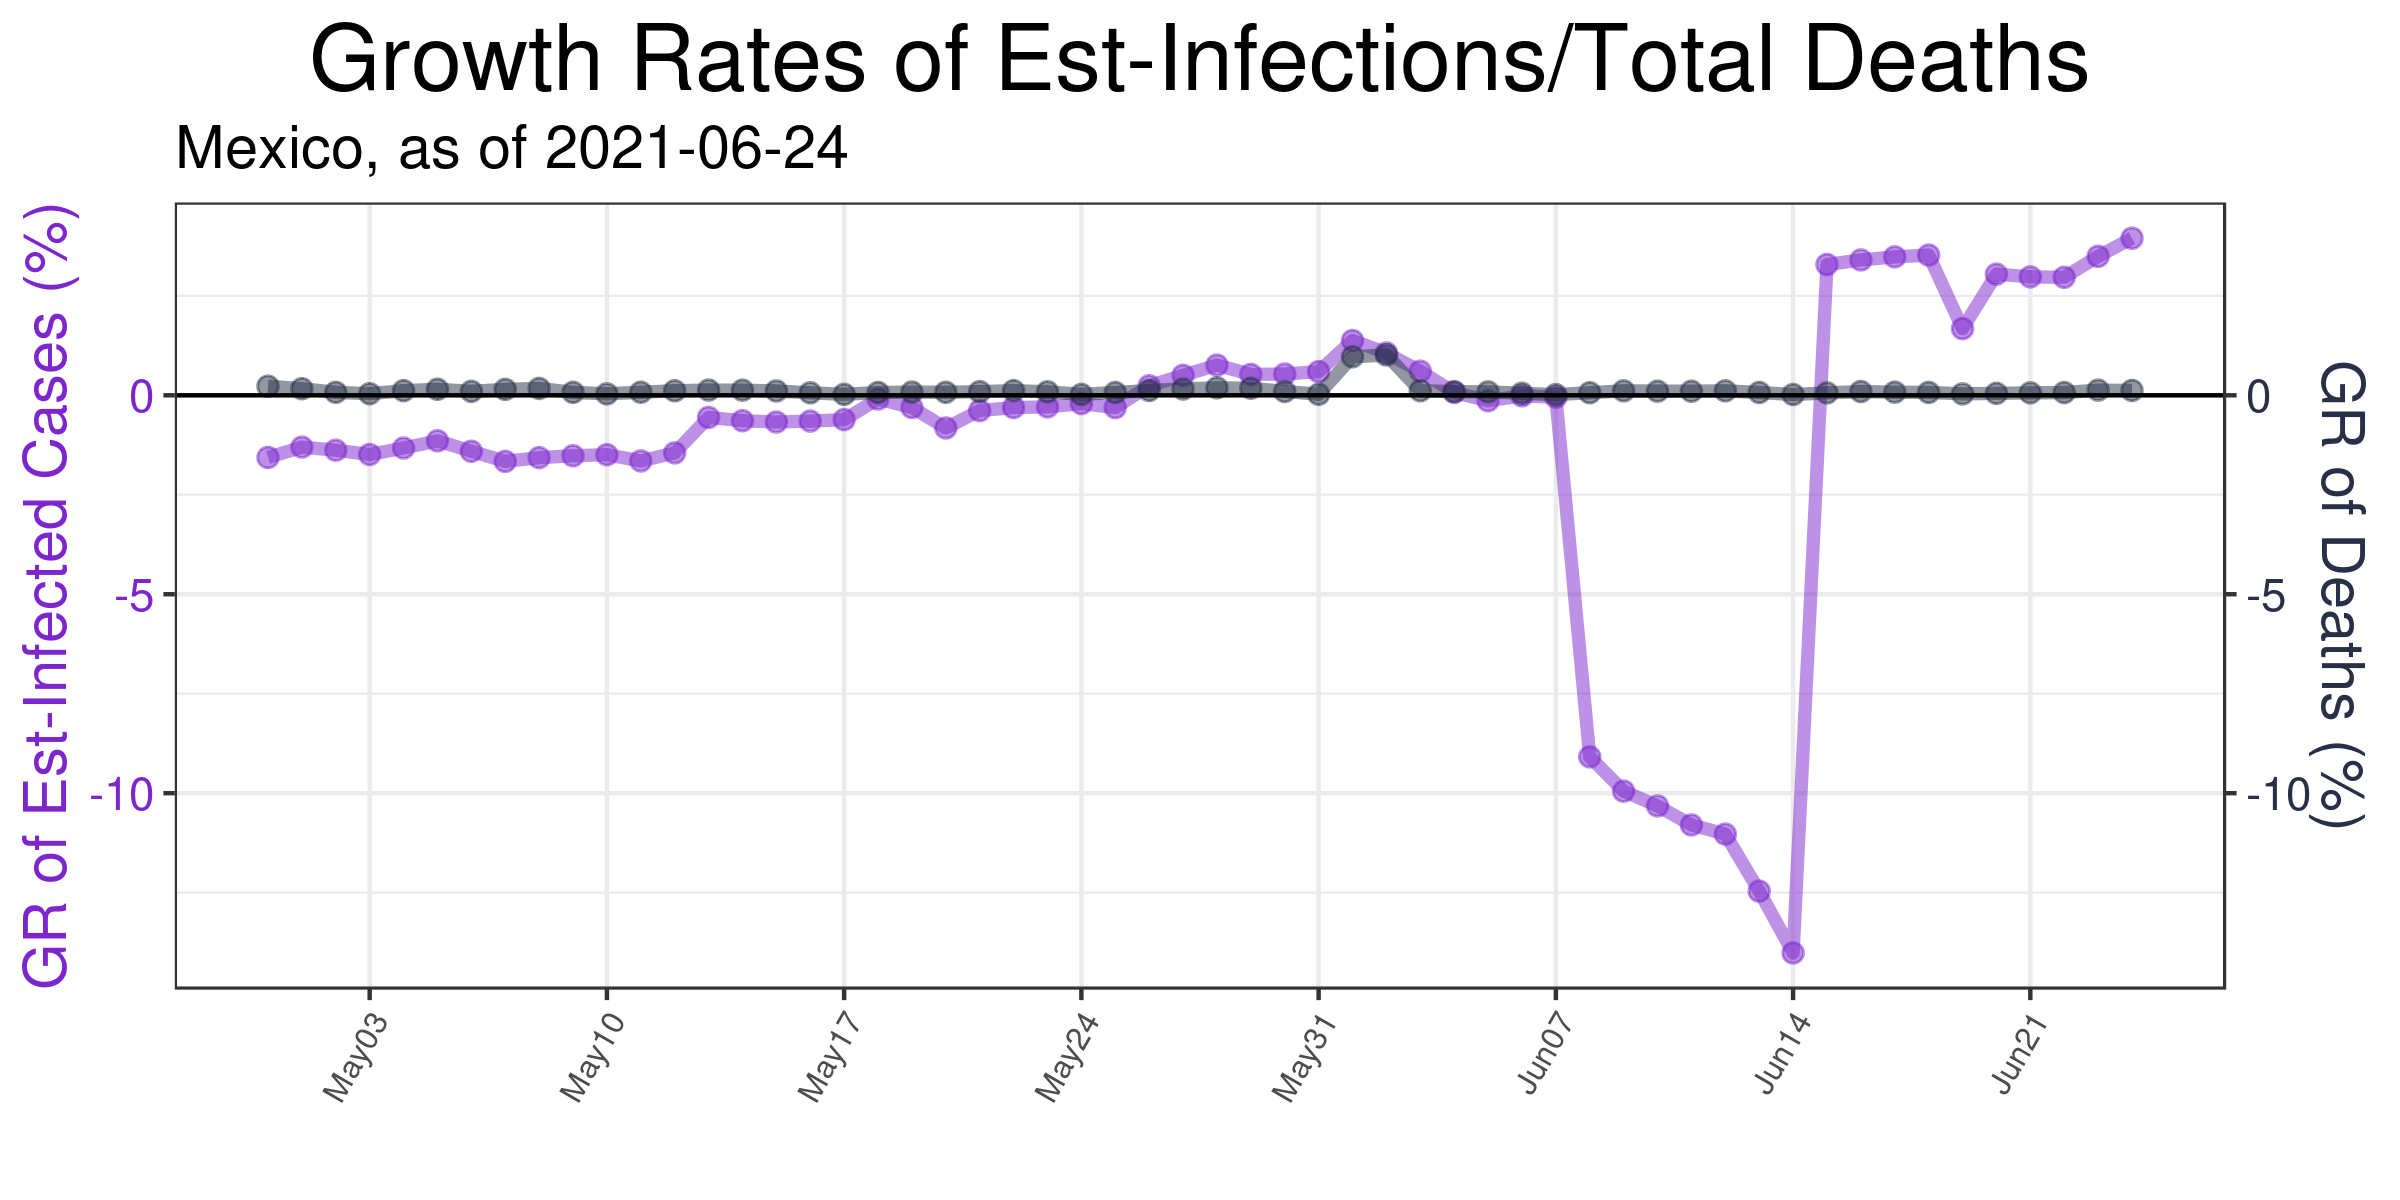 Growth Rates of Est-Infections/Total Deaths
Mexico, as of 2021-06-24
GR of Est-Infected Cases (%)
0
-5
-10
0
-5
-10
GR of Deaths (%)
May03
May10
May17
May24
May31
Jun07
Jun14
Jun21